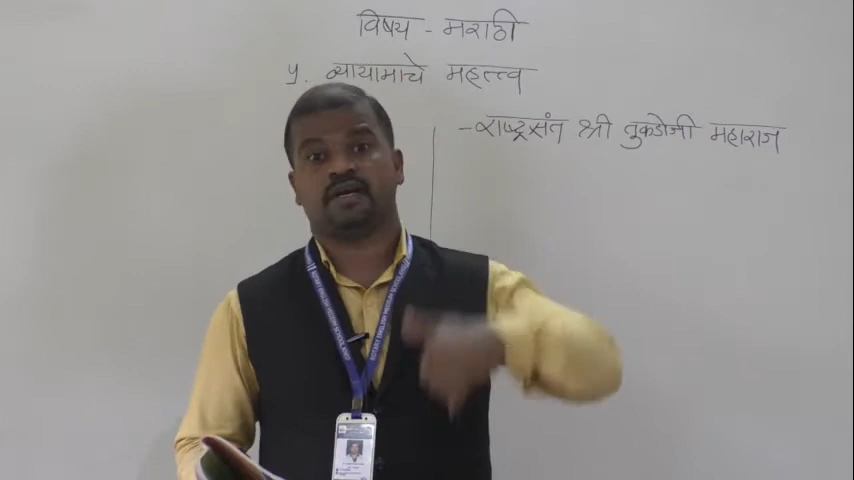 विषय - मराठी
५. व्यायामाचे महत्त्व
- राष्ट्रसंत श्री तुकडोजी महाराज